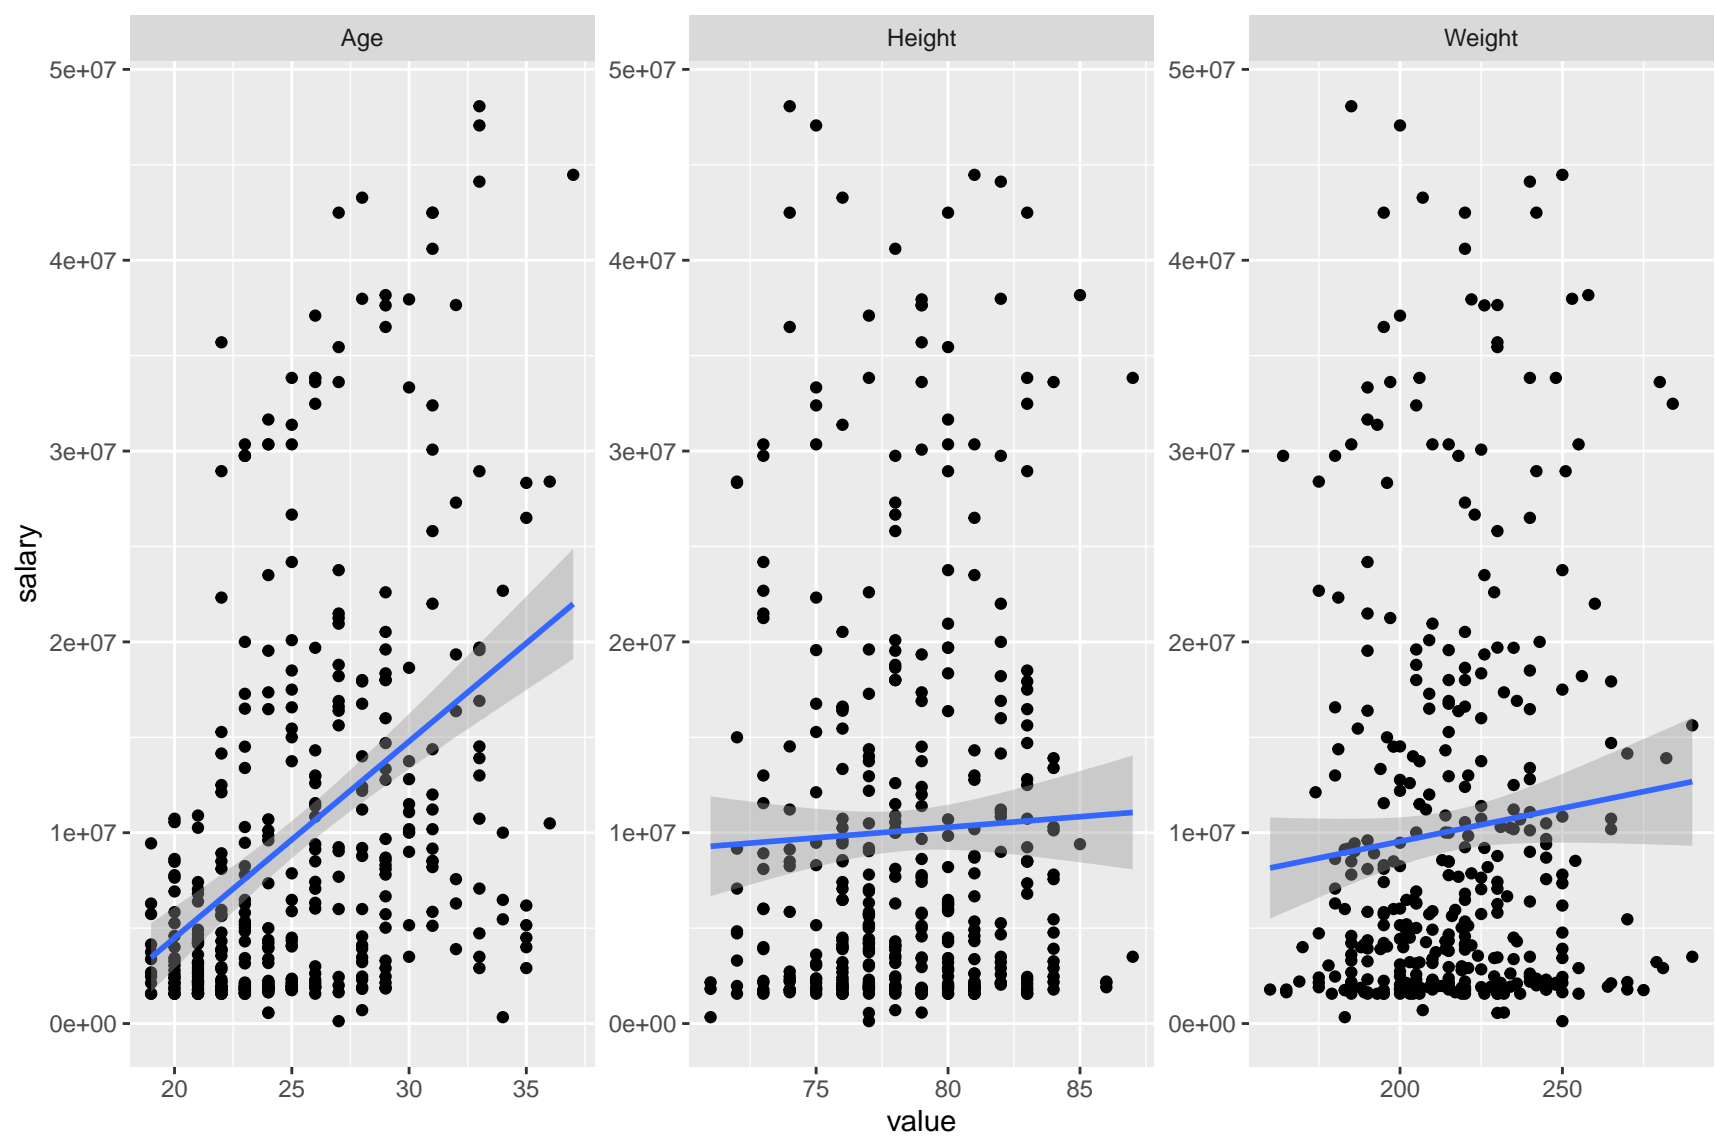 Age Height Weight
5e+07 5e+07 5e+07
4e+07 4e+07 4e+07
3e+07 3e+07 3e+07
2e+07 2e+07 2e+07
1e+07 1e+07 1e+07
0e+00 0e+00 0e+00
20 25 30 35 75 80 85 200 250
value
salary